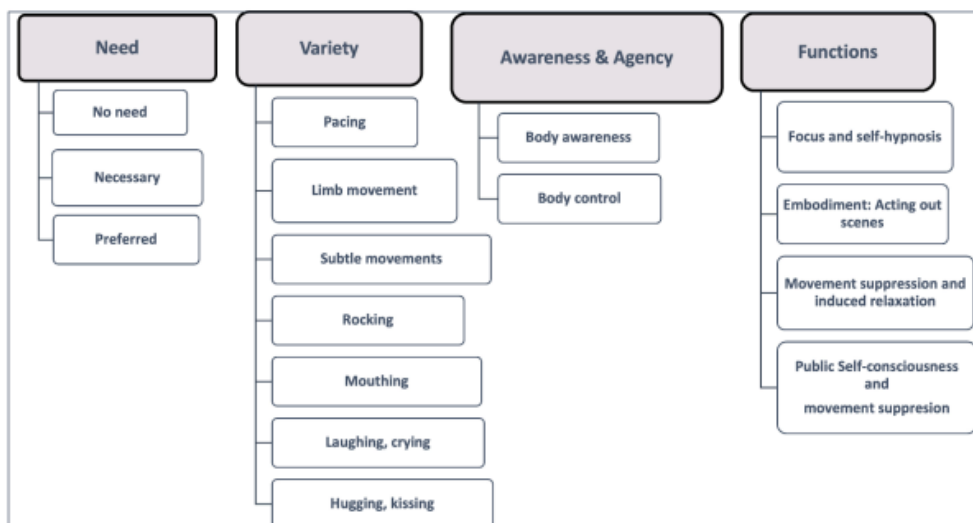 Need
No need
Necessary
Preferred
Variety
Pacing
Limb movement
Subtle movements
Rocking
Mouthing
Laughing, crying
Hugging, kissing
Awareness & Agency
Body awareness
Body control
Functions
Focus and self-hypnosis
Embodiment: Acting out
scenes
Movement suppression and
induced relaxation
Public Self-consciousness
and
movement suppresion